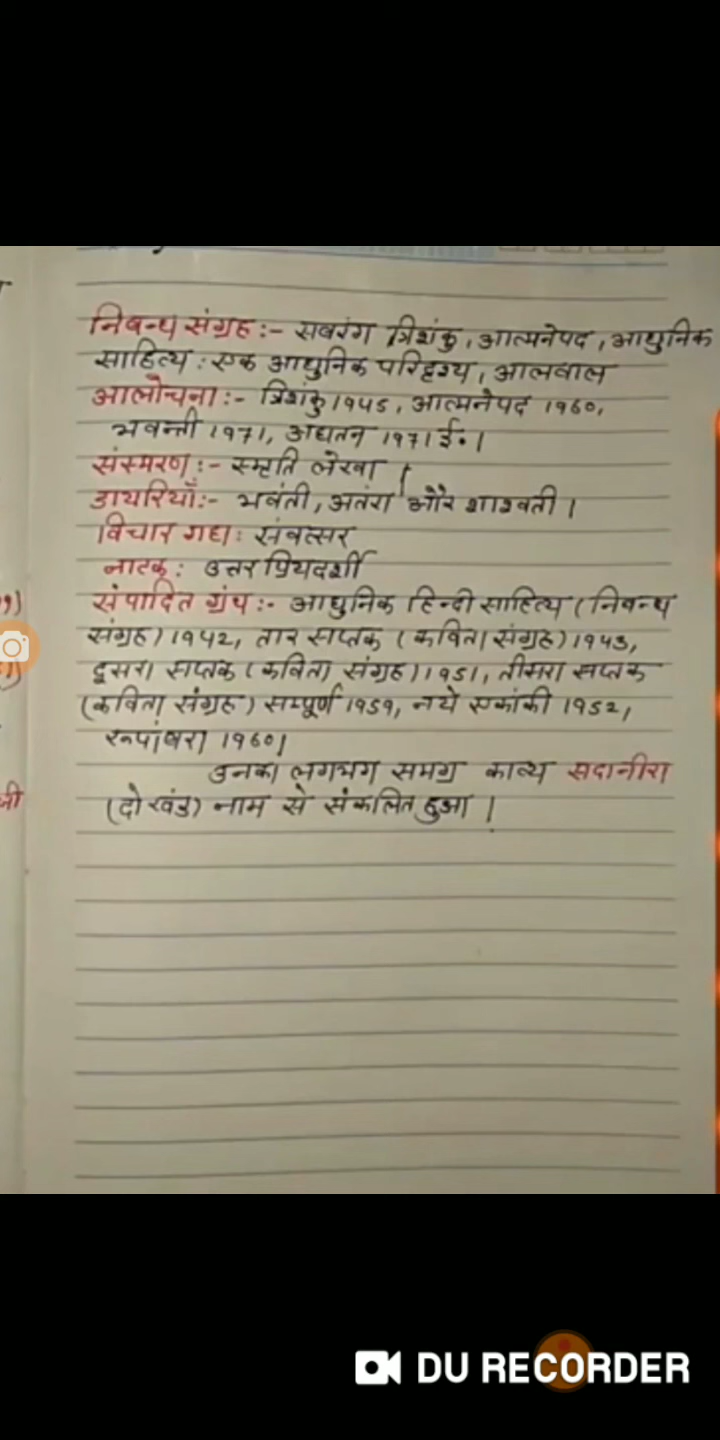 निबन्ध संग्रह :- सबरंग त्रिशंकु, आत्मनेपद, आधुनिक
साहित्य : एक आधुनिक परिदृश्य, आलवाल
आलोचना :- त्रिशंकु 1945, आत्मनेपद 1960,
भवन्ती 1971, अद्यतन 1971 ई० ।
संस्मरण :- स्मृति लेखा ।
डायरियाँ :- भवंती, अतंरा और शाश्वती ।
विचार गद्य : संवत्सर
नाटक : उत्तर प्रियदर्शी
संपादित ग्रंथ :- आधुनिक हिन्दी साहित्य (निबन्ध
संग्रह) 1942, तार सप्तक (कविता संग्रह) 1943,
दूसरा सप्तक (कविता संग्रह) 1951, तीसरा सप्तक
(कविता संग्रह) सम्पूर्ण 1959, नये एकांकी 1952,
रूपांबरा 1960।
उनका लगभग समग्र काव्य सदानीरा
(दो खंड) नाम से संकलित हुआ ।
DU RECORDER